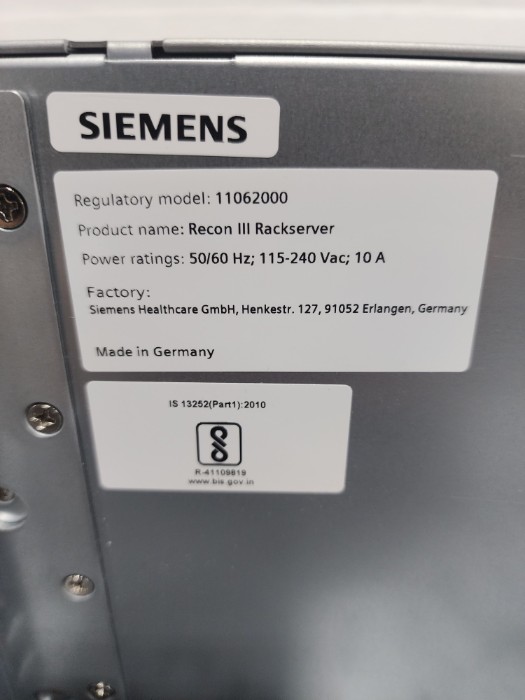 SIEMENS
Regulatory model: 11062000
Product name: Recon III Rackserver
Power ratings: 50/60 Hz; 115-240 Vac; 10 A
Factory:
Siemens Healthcare GmbH, Henkestr. 127, 91052 Erlangen, Germany
Made in Germany
IS 13252(Part1):2010
R-41109819
www.bis.gov.in